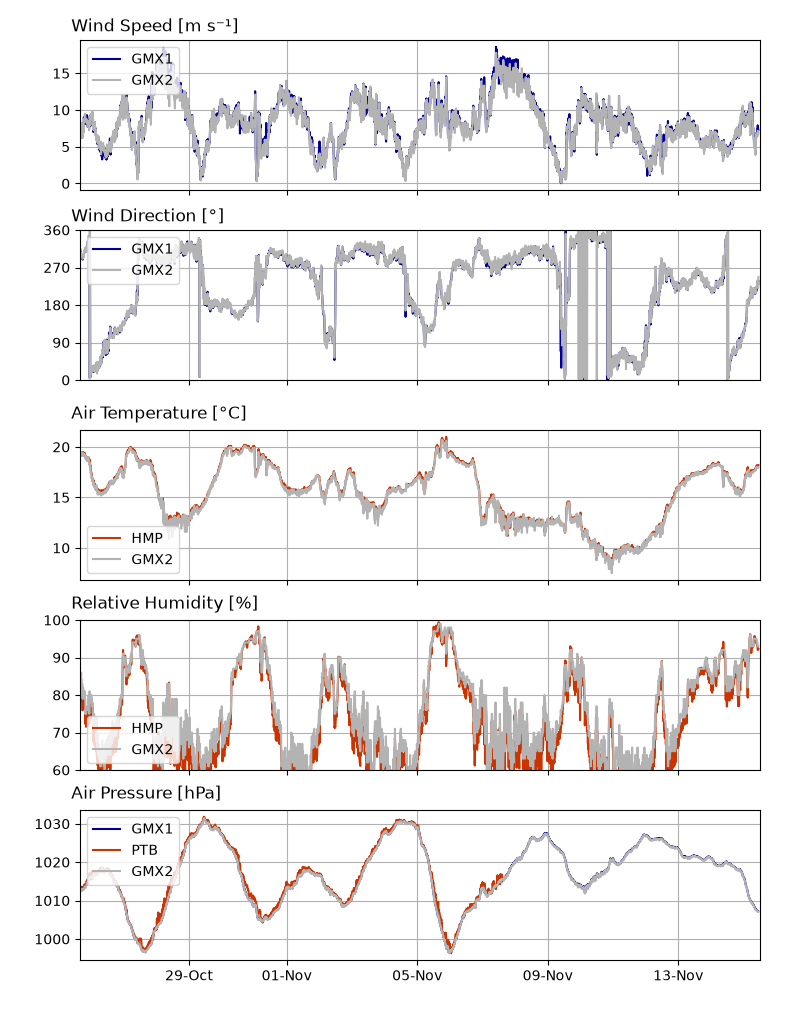 Wind Speed [m s⁻¹]
GMX1
GMX2
15
10
5
0
Wind Direction [°]
360
GMX1
GMX2
270
180
90
0
Air Temperature [°C]
20
15
HMP
GMX2
10
Relative Humidity [%]
100
90
80
70
HMP
GMX2
60
Air Pressure [hPa]
GMX1
PTB
GMX2
1030
1020
1010
1000
29-Oct 01-Nov 05-Nov 09-Nov 13-Nov